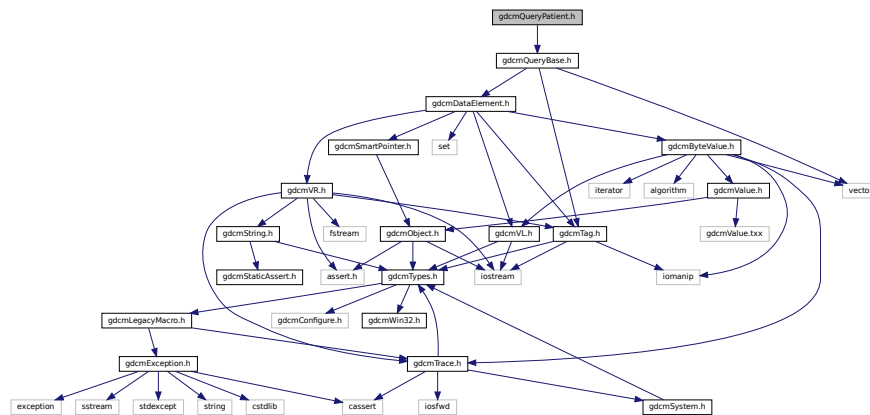 gdcmQueryPatient.h
gdcmQueryBase.h
gdcmDataElement.h
gdcmSmartPointer.h
set
gdcmByteValue.h
gdcmVR.h
iterator
algorithm
gdcmValue.h
vector
gdcmString.h
fstream
gdcmObject.h
gdcmVL.h
gdcmTag.h
gdcmValue.txx
gdcmStaticAssert.h
assert.h
gdcmTypes.h
iostream
iomanip
gdcmLegacyMacro.h
gdcmConfigure.h
gdcmWin32.h
gdcmException.h
gdcmTrace.h
exception
sstream
stdexcept
string
cstdlib
cassert
iosfwd
gdcmSystem.h